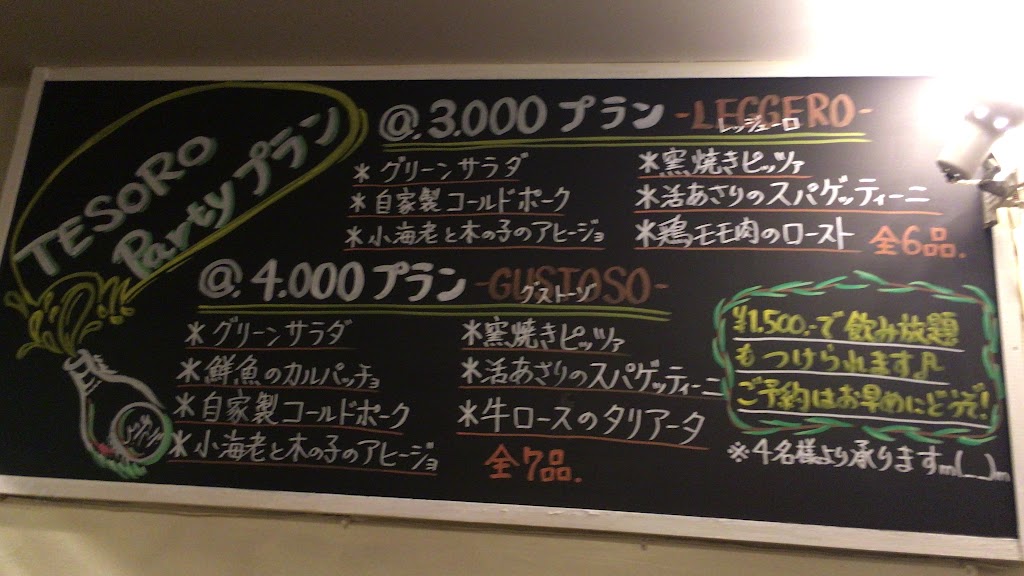 TESORO
Partyプラン
@.3.000プラン -LEGGERO-
レッジェーロ
*グリーンサラダ
*自家製コールドポーク
*小海老と木の子のアヒージョ
*窯焼きピッツァ
*活あさりのスパゲッティーニ
*鶏モモ肉のロースト
全6品.
@.4.000プラン -GUSTOSO-
グストーゾ
*グリーンサラダ
*鮮魚のカルパッチョ
*自家製コールドポーク
*小海老と木の子のアヒージョ
*窯焼きピッツァ
*活あさりのスパゲッティーニ
*牛ロースのタリアータ
全7品.
¥1.500.-で飲み放題
もつけられます♪
ご予約はお早めにどうぞ!
※4名様より承りますm(__)m